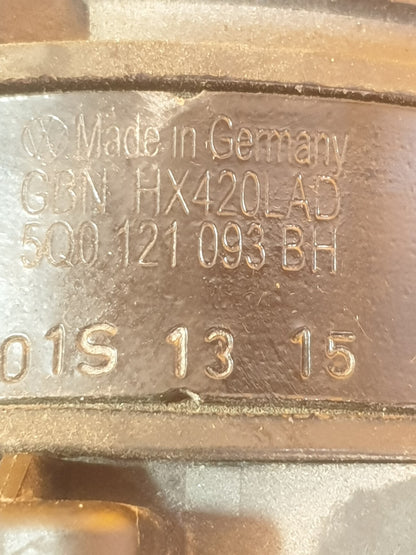 Made in Germany
GBN HX420LAD
5Q0 121 093 BH
01S 13 15